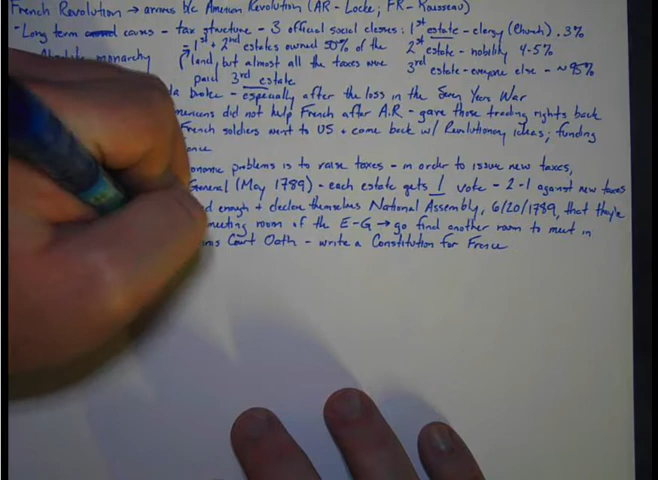 French Revolution → arrives b/c American Revolution (AR - Locke; FR - Rousseau)
- Long term causes - tax structure - 3 official social classes: 1st estate - clergy (Church) .3%
- Absolute monarchy = 1st + 2nd estates owned 50% of the 2nd estate - nobility 4-5%
land, but almost all the taxes were 3rd estate - everyone else - ~95%
paid 3rd estate
broke - especially after the loss in the Seven Years War
did not help French after A.R - gave those trading rights back
French soldiers went to US + come back w/ Revolutionary ideas; funding
problems is to raise taxes - in order to issue new taxes,
General (May 1789) - each estate gets 1 vote - 2-1 against new taxes
enough + declare themselves National Assembly, 6/20/1789, that they're
meeting room of the E-G → go find another room to meet in
Court Oath - write a Constitution for France